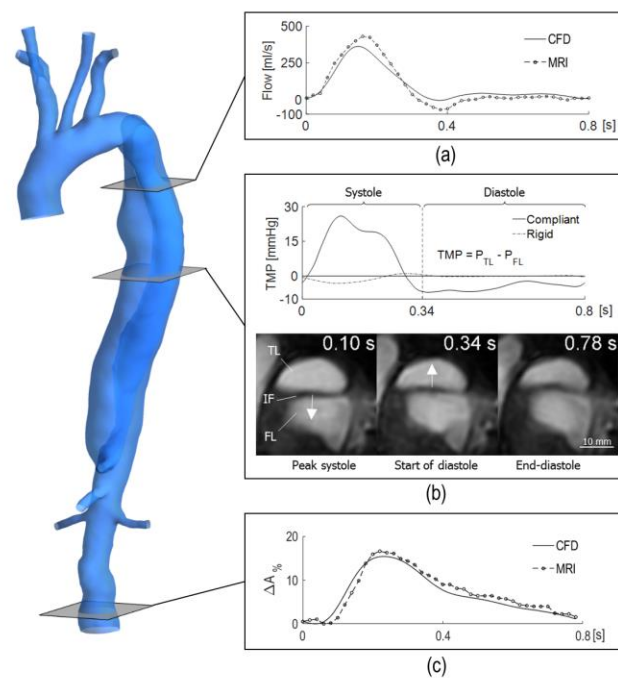 500
250
0
-100
Flow [ml/s]
CFD
MRI
0
0.4
0.8 [s]
(a)
Systole
Diastole
30
15
0
-10
TMP [mmHg]
Compliant
Rigid
TMP = P_TL - P_FL
0
0.34
0.8 [s]
0.10 s
0.34 s
0.78 s
TL
IF
FL
10 mm
Peak systole
Start of diastole
End-diastole
(b)
20
10
0
ΔA %
CFD
MRI
0
0.4
0.8 [s]
(c)